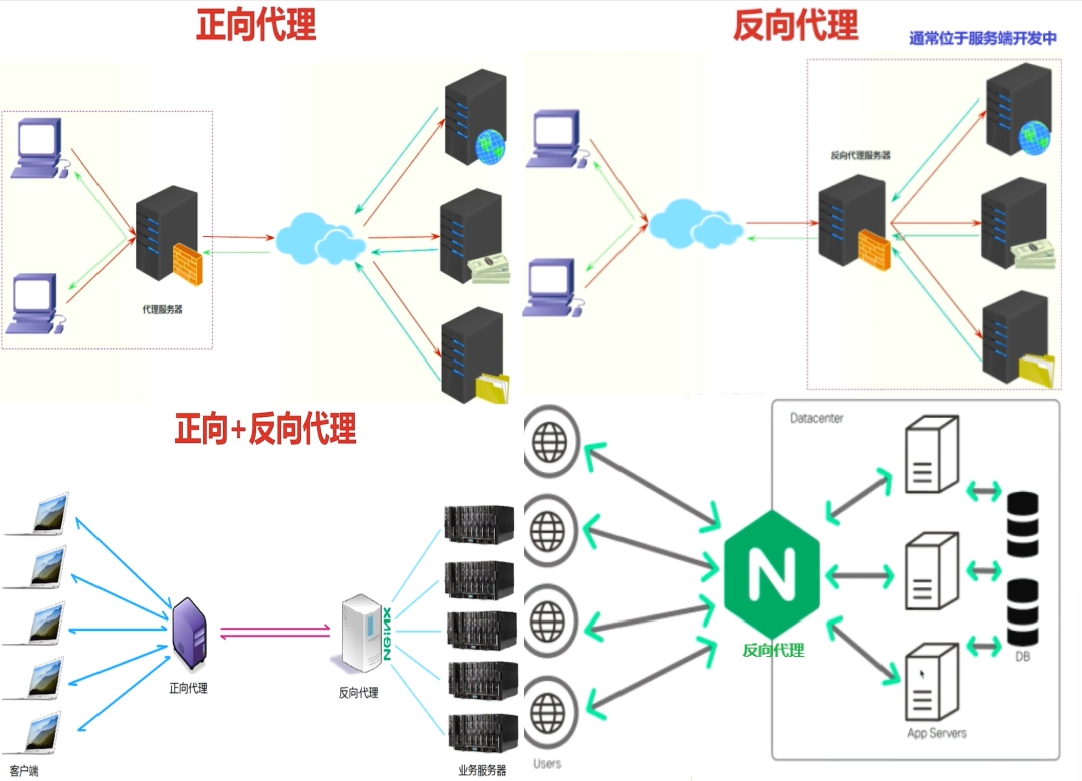 正向代理
反向代理
通常位于服务端开发中
代理服务器
反向代理服务器
正向+反向代理
NGiNX
正向代理
反向代理
客户端
业务服务器
Datacenter
N
反向代理
DB
App Servers
Users